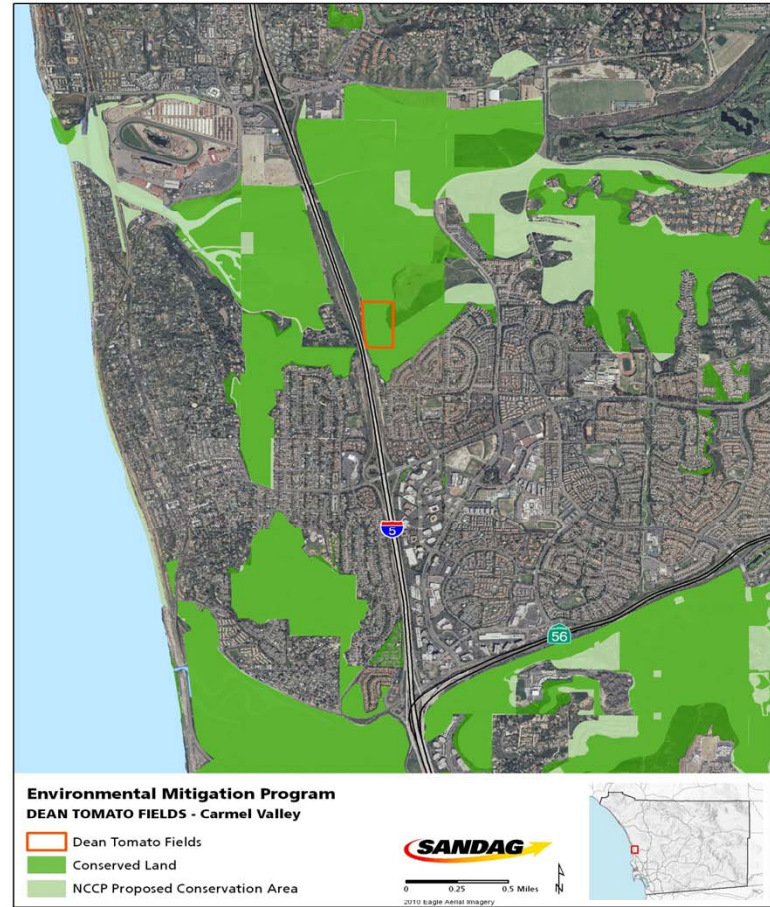 5
56
Environmental Mitigation Program
DEAN TOMATO FIELDS - Carmel Valley
Dean Tomato Fields
Conserved Land
NCCP Proposed Conservation Area
SANDAG
0 0.25 0.5 Miles
N
2010 Eagle Aerial Imagery